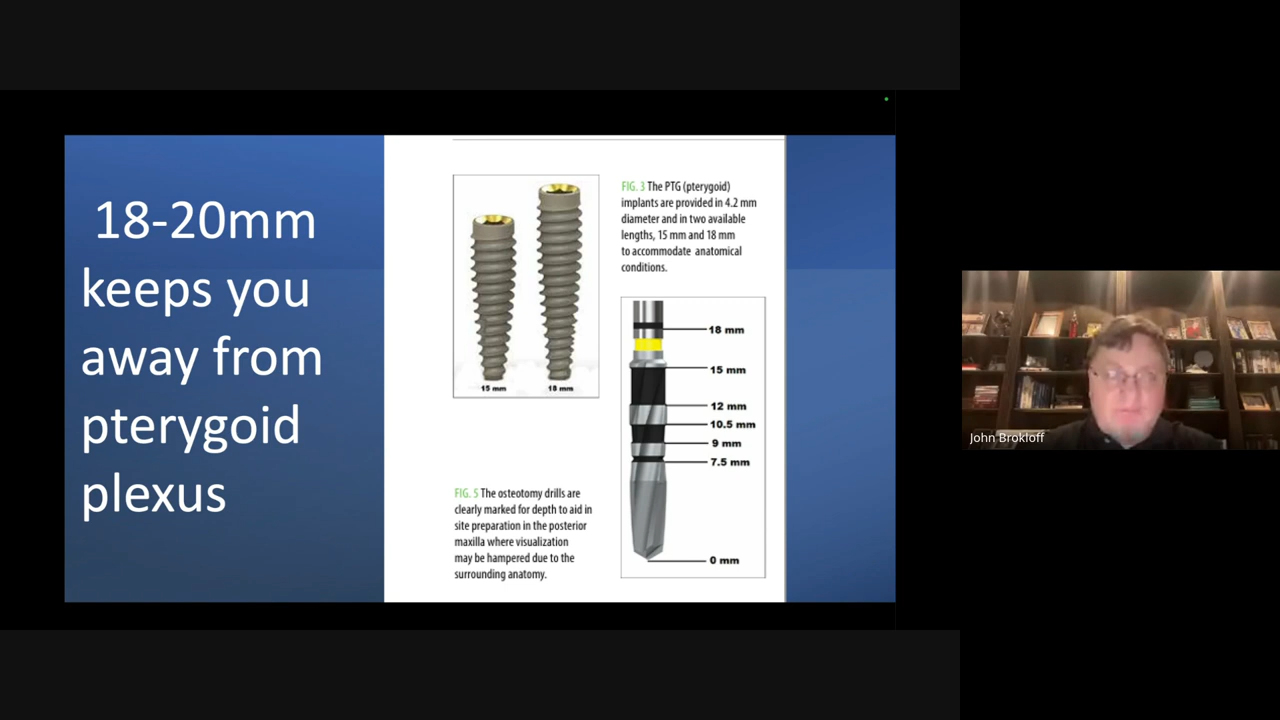 18-20mm
keeps you
away from
pterygoid
plexus
15 mm
18 mm
FIG. 3 The PTG (pterygoid)
implants are provided in 4.2 mm
diameter and in two available
lengths, 15 mm and 18 mm
to accommodate anatomical
conditions.
18 mm
15 mm
12 mm
10.5 mm
9 mm
7.5 mm
0 mm
FIG. 5 The osteotomy drills are
clearly marked for depth to aid in
site preparation in the posterior
maxilla where visualization
may be hampered due to the
surrounding anatomy.
John Brokloff